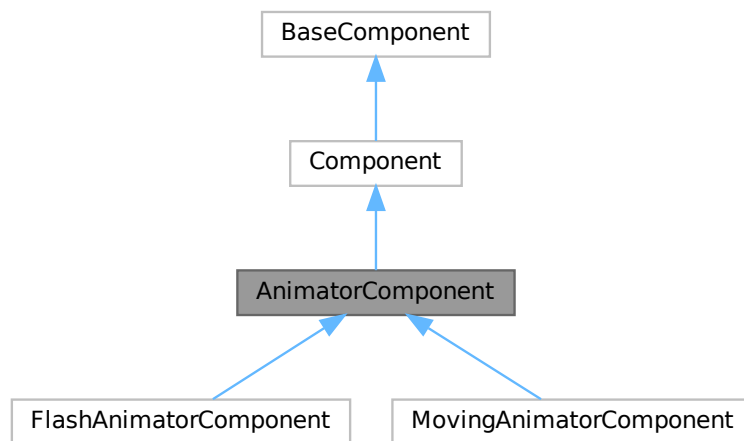 BaseComponent
Component
AnimatorComponent
FlashAnimatorComponent
MovingAnimatorComponent